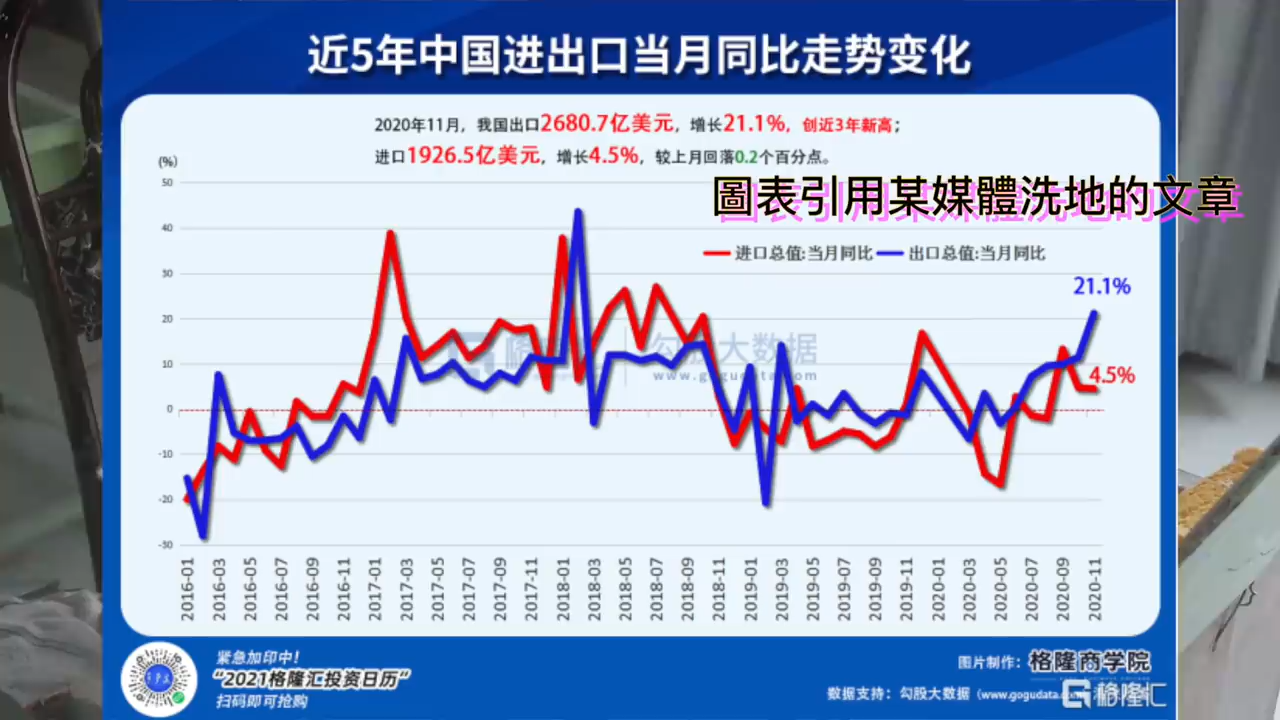 近5年中国进出口当月同比走势变化
2020年11月，我国出口2680.7亿美元，增长21.1%，创近3年新高；
进口1926.5亿美元，增长4.5%，较上月回落0.2个百分点。
圖表引用某媒體洗地的文章
(%)
进口总值:当月同比
出口总值:当月同比
50
40
30
20
10
0
-10
-20
-30
21.1%
4.5%
格隆汇
勾股大数据
www.gogudata.com
2016-01
2016-03
2016-05
2016-07
2016-09
2016-11
2017-01
2017-03
2017-05
2017-07
2017-09
2017-11
2018-01
2018-03
2018-05
2018-07
2018-09
2018-11
2019-01
2019-03
2019-05
2019-07
2019-09
2019-11
2020-01
2020-03
2020-05
2020-07
2020-09
2020-11
紧急加印中！
“2021格隆汇投资日历”
扫码即可抢购
图片制作：格隆商学院
数据支持：勾股大数据（www.gogudata.
格隆汇